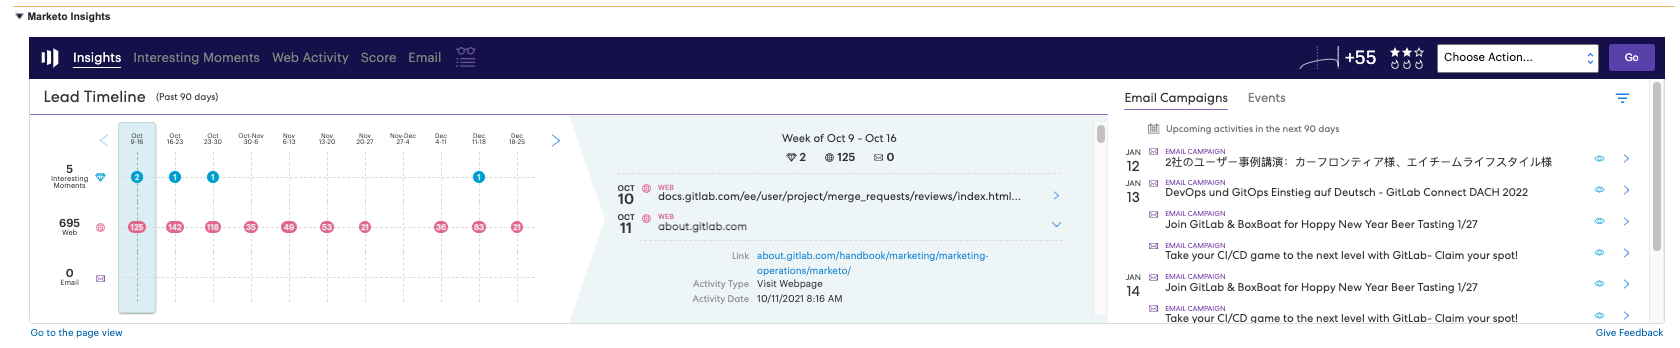 Marketo Insights
Insights Interesting Moments Web Activity Score Email
+55
Choose Action...
Go
Lead Timeline (Past 90 days)
Oct 9-16
Oct 16-23
Oct 23-30
Oct-Nov 30-6
Nov 6-13
Nov 13-20
Nov 20-27
Nov-Dec 27-4
Dec 4-11
Dec 11-18
Dec 18-25
5 Interesting Moments
2 1 1 1
695 Web
125 142 118 35 49 53 21 36 83 21
0 Email
Week of Oct 9 - Oct 16
2 125 0
OCT 10
WEB
docs.gitlab.com/ee/user/project/merge_requests/reviews/index.html...
OCT 11
WEB
about.gitlab.com
Link about.gitlab.com/handbook/marketing/marketing-
operations/marketo/
Activity Type Visit Webpage
Activity Date 10/11/2021 8:16 AM
Email Campaigns Events
Upcoming activities in the next 90 days
JAN 12
EMAIL CAMPAIGN
2社のユーザー事例講演：カーフロンティア様、エイチームライフスタイル様
JAN 13
EMAIL CAMPAIGN
DevOps und GitOps Einstieg auf Deutsch - GitLab Connect DACH 2022
EMAIL CAMPAIGN
Join GitLab & BoxBoat for Hoppy New Year Beer Tasting 1/27
EMAIL CAMPAIGN
Take your CI/CD game to the next level with GitLab- Claim your spot!
JAN 14
EMAIL CAMPAIGN
Join GitLab & BoxBoat for Hoppy New Year Beer Tasting 1/27
EMAIL CAMPAIGN
Take your CI/CD game to the next level with GitLab- Claim your spot!
Go to the page view
Give Feedback